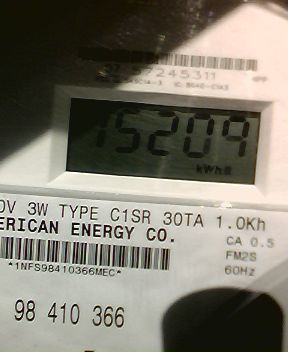 7245311
15209
kWh
0V 3W TYPE C1SR 30TA 1.0Kh
ERICAN ENERGY CO.
CA 0.5
FM2S
60Hz
*1NFS98410366MEC*
98 410 366